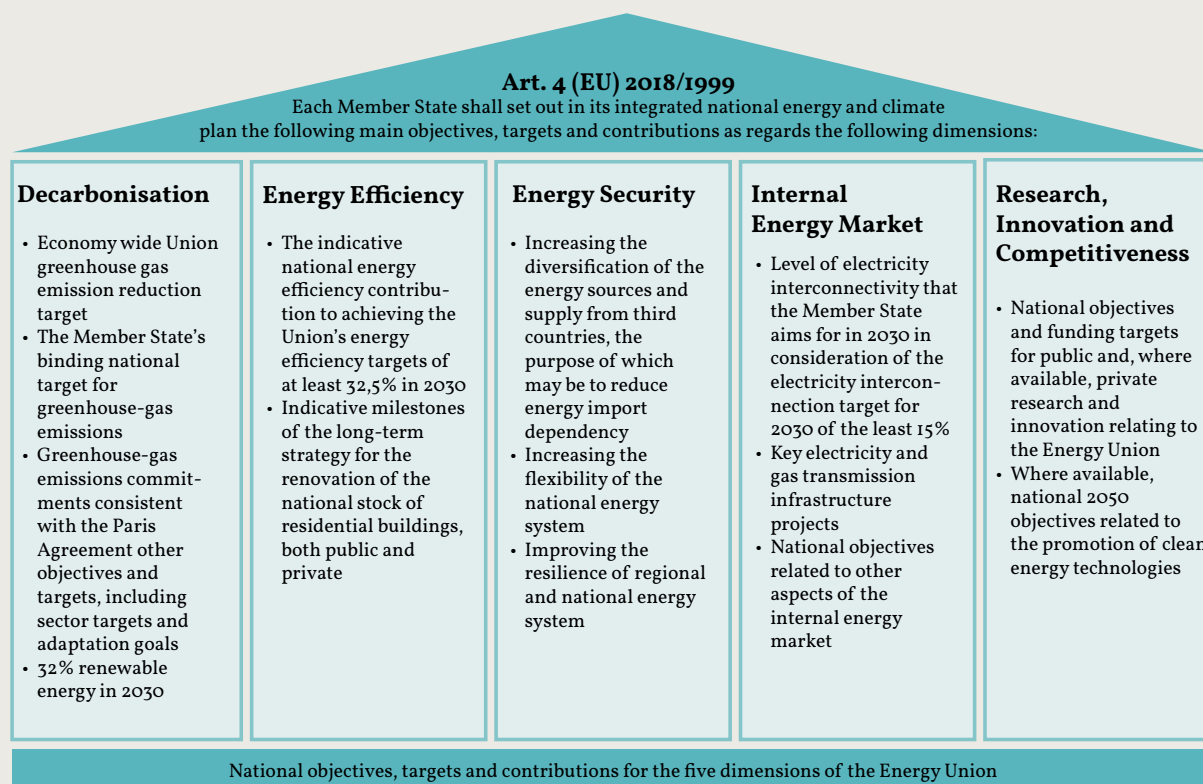 Art. 4 (EU) 2018/1999
Each Member State shall set out in its integrated national energy and climate
plan the following main objectives, targets and contributions as regards the following dimensions:
Decarbonisation
• Economy wide Union
greenhouse gas
emission reduction
target
• The Member State’s
binding national
target for
greenhouse-gas
emissions
• Greenhouse-gas
emissions commit-
ments consistent
with the Paris
Agreement other
objectives and
targets, including
sector targets and
adaptation goals
• 32% renewable
energy in 2030
Energy Efficiency
• The indicative
national energy
efficiency contribu-
tion to achieving the
Union’s energy
efficiency targets of
at least 32,5% in 2030
• Indicative milestones
of the long-term
strategy for the
renovation of the
national stock of
residential buildings,
both public and
private
Energy Security
• Increasing the
diversification of the
energy sources and
supply from third
countries, the
purpose of which
may be to reduce
energy import
dependency
• Increasing the
flexibility of the
national energy
system
• Improving the
resilience of regional
and national energy
system
Internal
Energy Market
• Level of electricity
interconnectivity that
the Member State
aims for in 2030 in
consideration of the
electricity intercon-
nection target for
2030 of the least 15%
• Key electricity and
gas transmission
infrastructure
projects
• National objectives
related to other
aspects of the
internal energy
market
Research,
Innovation and
Competitiveness
• National objectives
and funding targets
for public and, where
available, private
research and
innovation relating to
the Energy Union
• Where available,
national 2050
objectives related to
the promotion of clean
energy technologies
National objectives, targets and contributions for the five dimensions of the Energy Union